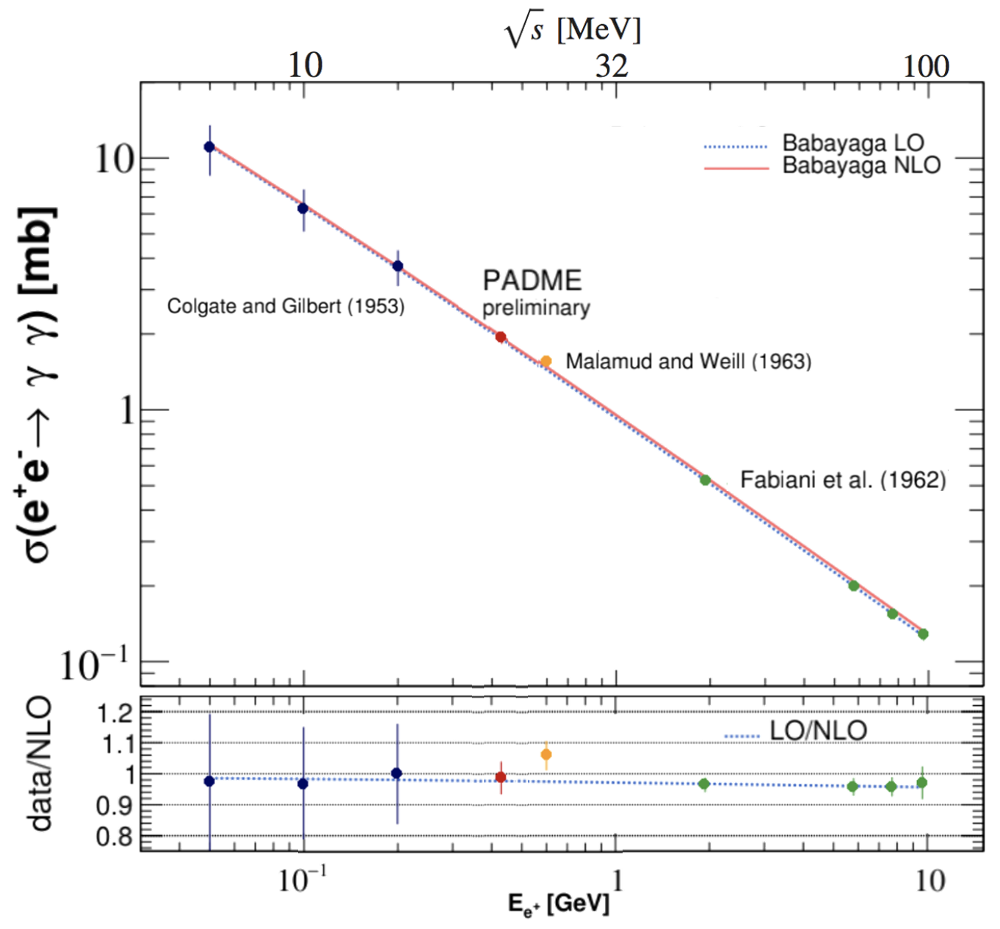 √s [MeV]
10 32 100
Babayaga LO
Babayaga NLO
10
PADME
preliminary
Colgate and Gilbert (1953)
Malamud and Weill (1963)
1
Fabiani et al. (1962)
10⁻¹
σ(e⁺e⁻→ γ γ) [mb]
LO/NLO
1.2
1.1
1
0.9
0.8
data/NLO
10⁻¹ 1 10
Eₑ⁺ [GeV]